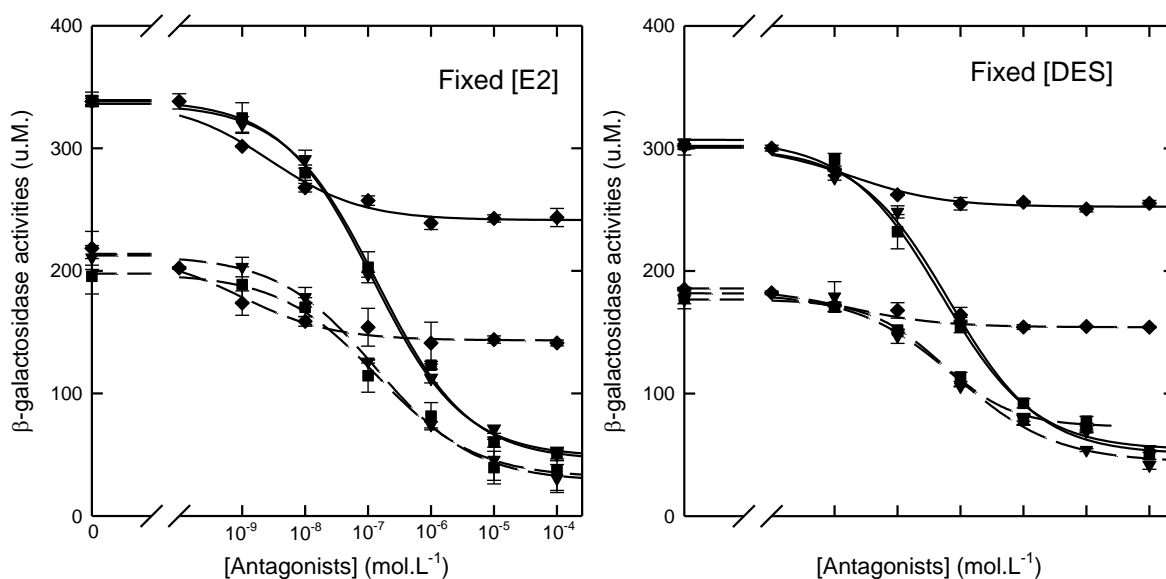 400
300
200
100
0
β-galactosidase activities (u.M.)
Fixed [E2]
0
10-9
10-8
10-7
10-6
10-5
10-4
[Antagonists] (mol.L-1)
400
300
200
100
0
β-galactosidase activities (u.M.)
Fixed [DES]
[Antagonists] (mol.L-1)